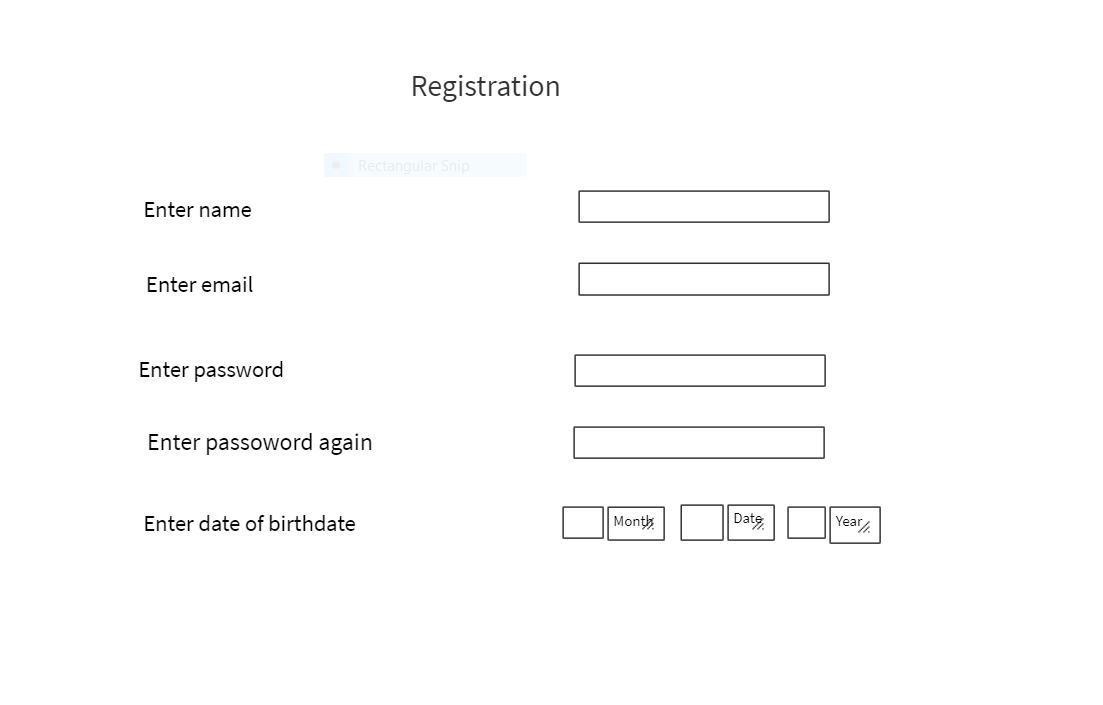 Registration
Rectangular Snip
Enter name
Enter email
Enter password
Enter passoword again
Enter date of birthdate
Month
Date
Year